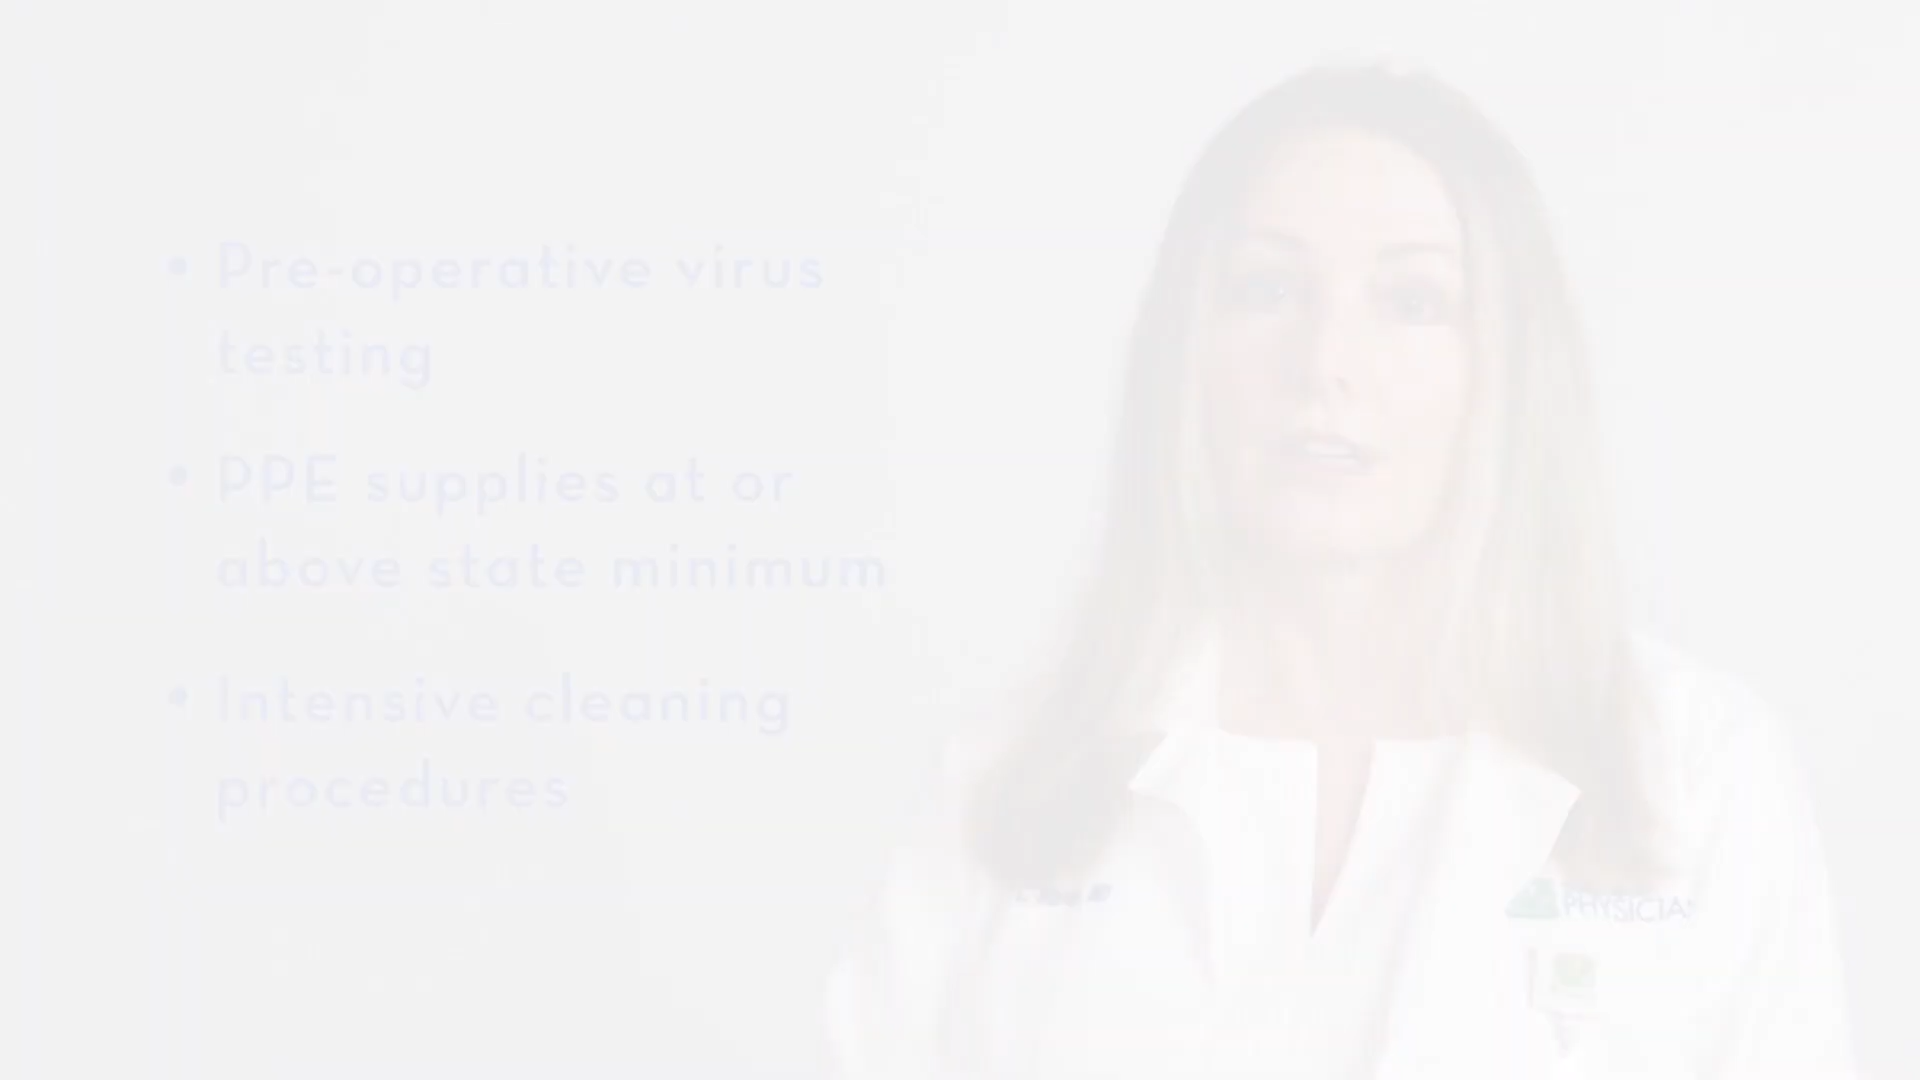 • Pre-operative virus
testing
• PPE supplies at or
above state minimum
• Intensive cleaning
procedures
PHYSICIA